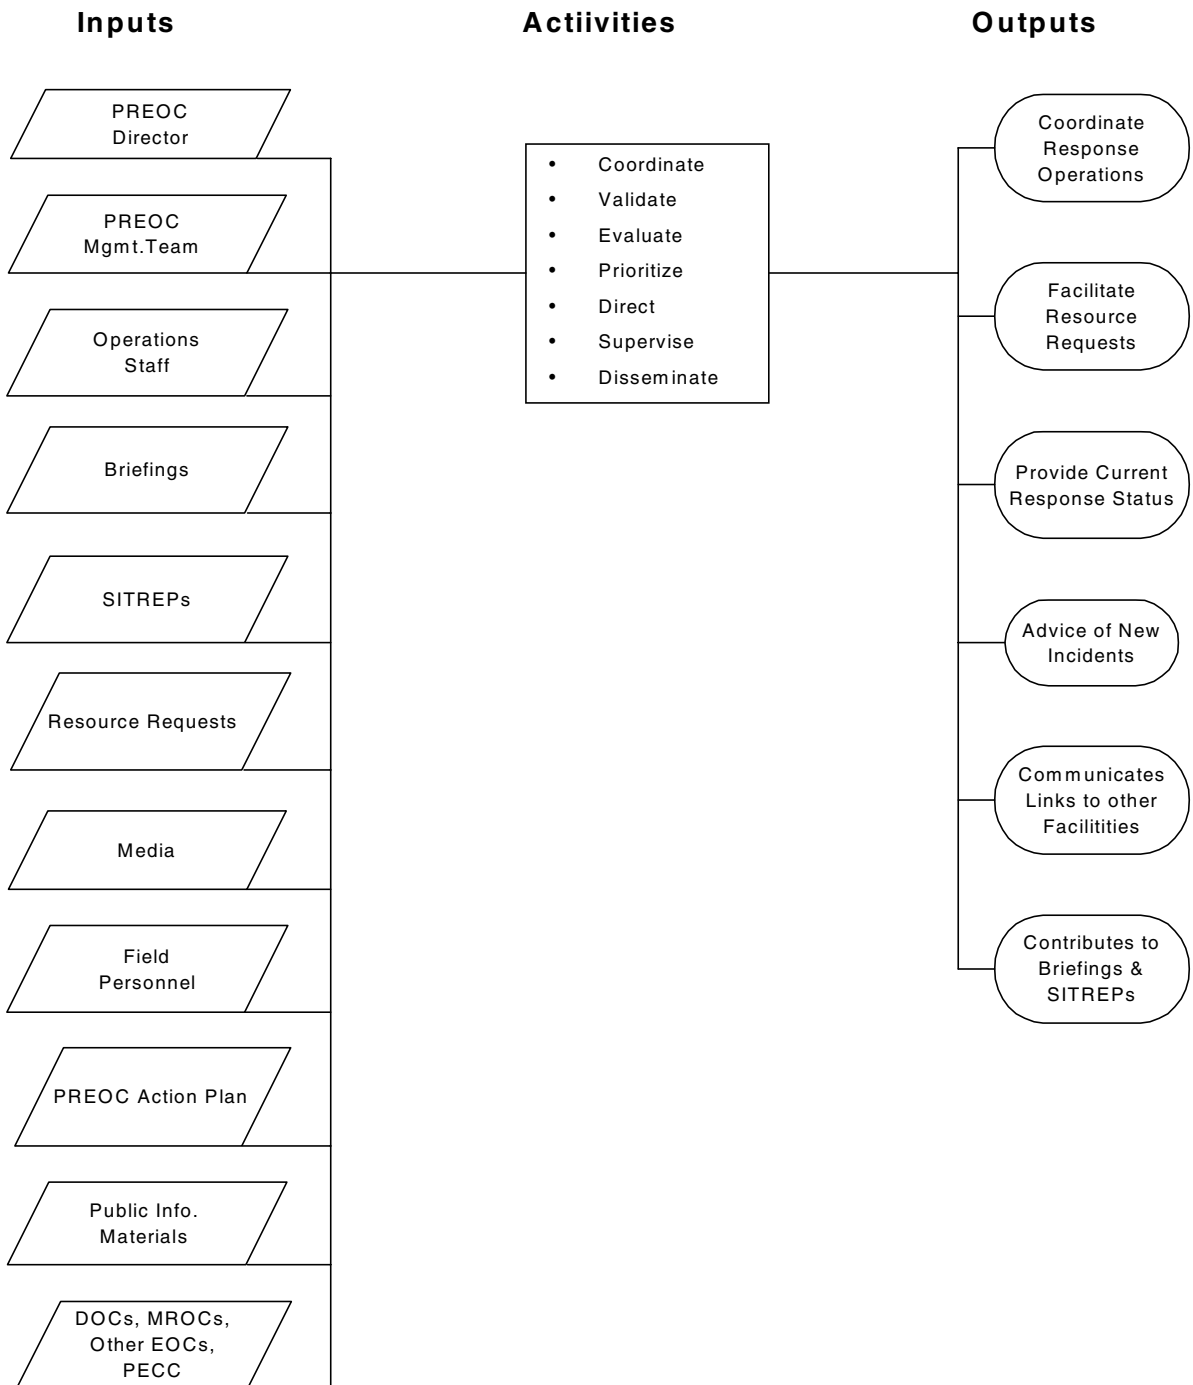 Inputs
Actiivities
Outputs
PREOC
Director
PREOC
Mgmt.Team
Operations
Staff
Briefings
SITREPs
Resource Requests
Media
Field
Personnel
PREOC Action Plan
Public Info.
Materials
DOCs, MROCs,
Other EOCs,
PECC
• Coordinate
• Validate
• Evaluate
• Prioritize
• Direct
• Supervise
• Disseminate
Coordinate
Response
Operations
Facilitate
Resource
Requests
Provide Current
Response Status
Advice of New
Incidents
Communicates
Links to other
Facilitities
Contributes to
Briefings &
SITREPs